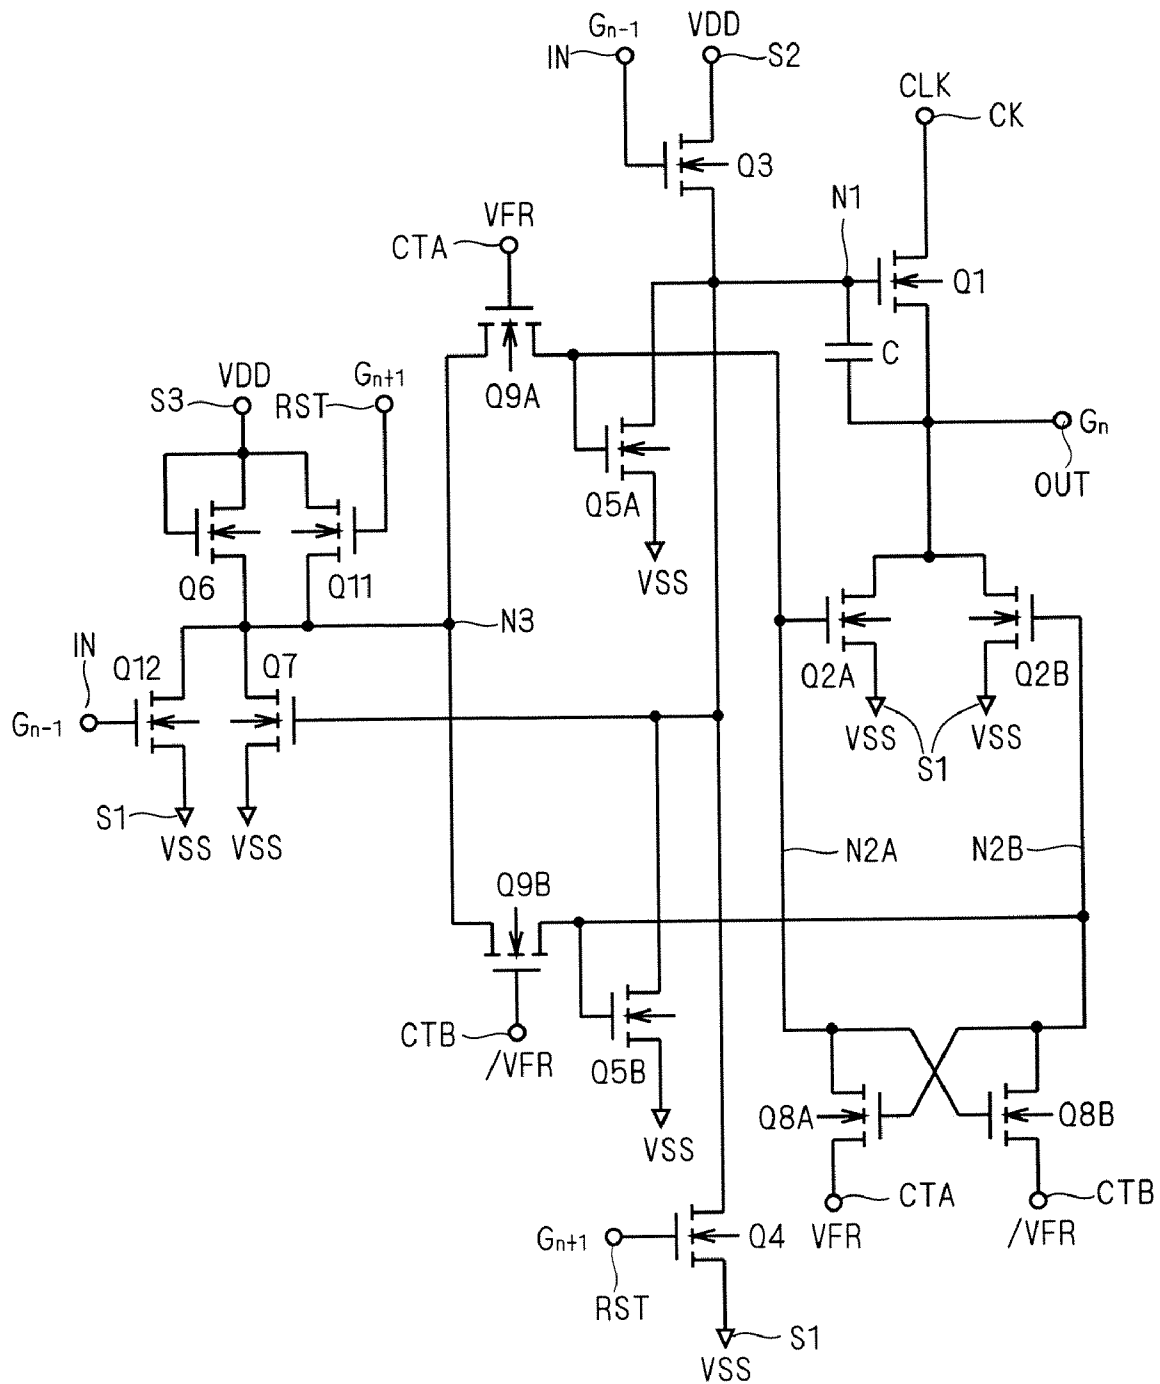 Gn-1
VDD
IN
S2
CLK
CK
Q3
N1
VFR
CTA
Q1
C
Q9A
VDD
Gn+1
S3
RST
Gn
OUT
Q5A
VSS
Q6
Q11
N3
IN
Q12
Q7
Q2A
Q2B
Gn-1
VSS
VSS
S1
S1
VSS
VSS
N2A
N2B
Q9B
CTB
/VFR
Q5B
Q8A
Q8B
VSS
CTA
CTB
VFR
/VFR
Gn+1
Q4
RST
S1
VSS